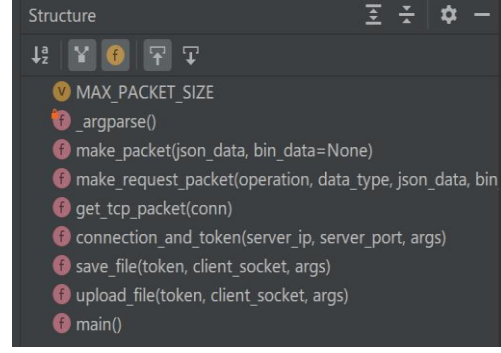 Structure
MAX_PACKET_SIZE
_argparse()
make_packet(json_data, bin_data=None)
make_request_packet(operation, data_type, json_data, bin
get_tcp_packet(conn)
connection_and_token(server_ip, server_port, args)
save_file(token, client_socket, args)
upload_file(token, client_socket, args)
main()